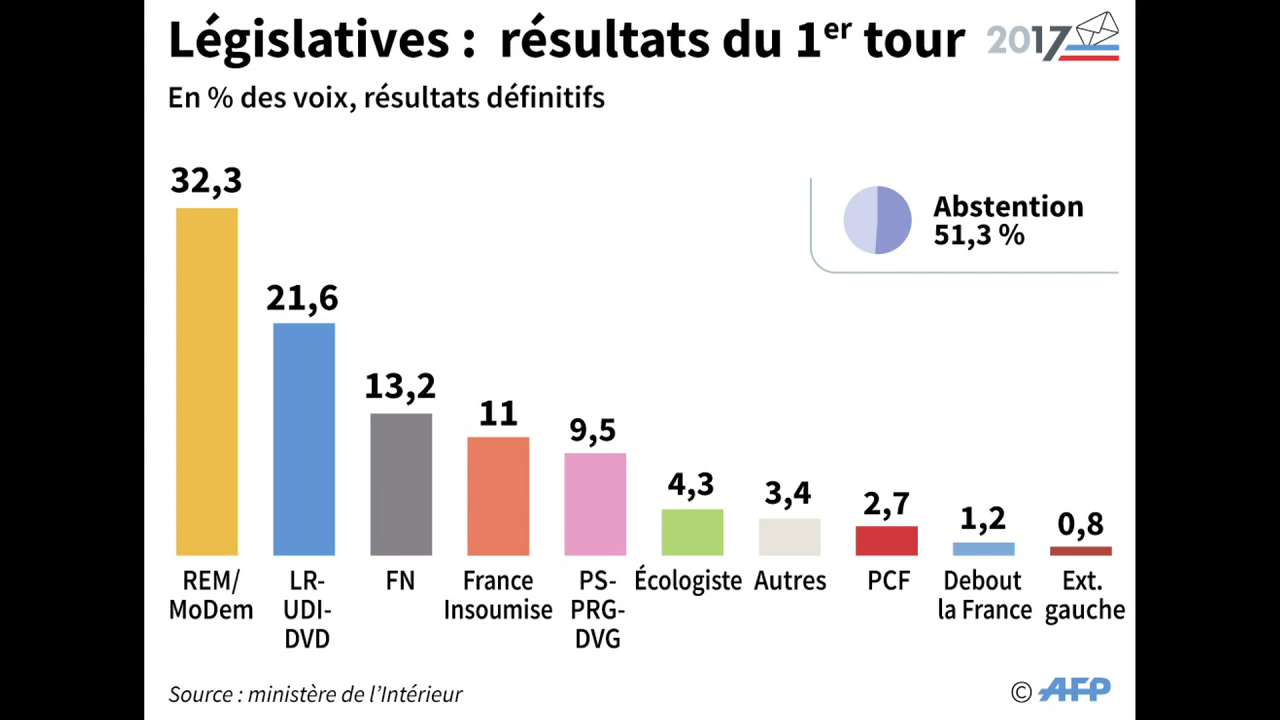 Législatives : résultats du 1er tour
2017
En % des voix, résultats définitifs
Abstention
51,3 %
32,3
21,6
13,2
11
9,5
4,3
3,4
2,7
1,2
0,8
REM/
MoDem
LR-
UDI-
DVD
FN
France
Insoumise
PS-
PRG-
DVG
Écologiste
Autres
PCF
Debout
la France
Ext.
gauche
Source : ministère de l’Intérieur
© AFP